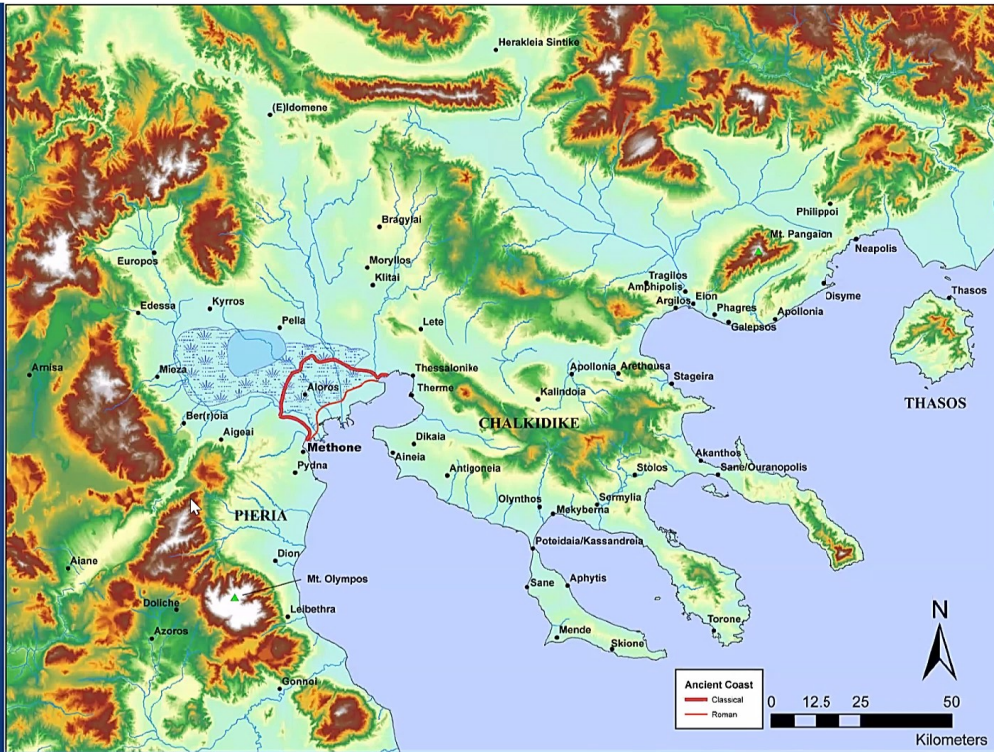 Herakleia Sintike
(E)Idomene
Bragylai
Philippoi
Mt. Pangaion
Neapolis
Europos
Moryllos
Klitai
Tragilos
Amphipolis
Argilos
Eion
Phagres
Galepsos
Apollonia
Disyme
Thasos
Edessa
Kyrros
Pella
Lete
Arnisa
Mieza
Aloros
Thessalonike
Therme
Apollonia
Arethousa
Stageira
Kalindoia
THASOS
Ber(r)oia
Aigeai
CHALKIDIKE
Methone
Dikaia
Aineia
Pydna
Antigoneia
Stolos
Akanthos
Sane/Ouranopolis
PIERIA
Olynthos
Sermylia
Mekyberna
Poteidaia/Kassandreia
Dion
Aiane
Mt. Olympos
Sane
Aphytis
Doliche
Leibethra
Azoros
Mende
Skione
Torone
Gonnoi
N
Ancient Coast
Classical
Roman
0 12.5 25 50
Kilometers